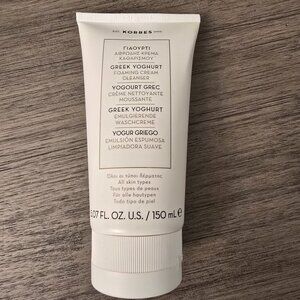 KORRES
ΓΙΑΟΥΡΤΙ
ΑΦΡΩΔΗΣ ΚΡΕΜΑ
ΚΑΘΑΡΙΣΜΟΥ
GREEK YOGHURT
FOAMING CREAM
CLEANSER
YOGOURT GREC
CRÈME NETTOYANTE
MOUSSANTE
GREEK YOGHURT
EMULGIERENDE
WASCHCREME
YOGUR GRIEGO
EMULSIÓN ESPUMOSA
LIMPIADORA SUAVE
Όλοι οι τύποι δέρματος
All skin types
Tous types de peaux
Für alle hauttypen
Todo tipo de piel
5.07 FL. OZ. U.S. / 150 mL e